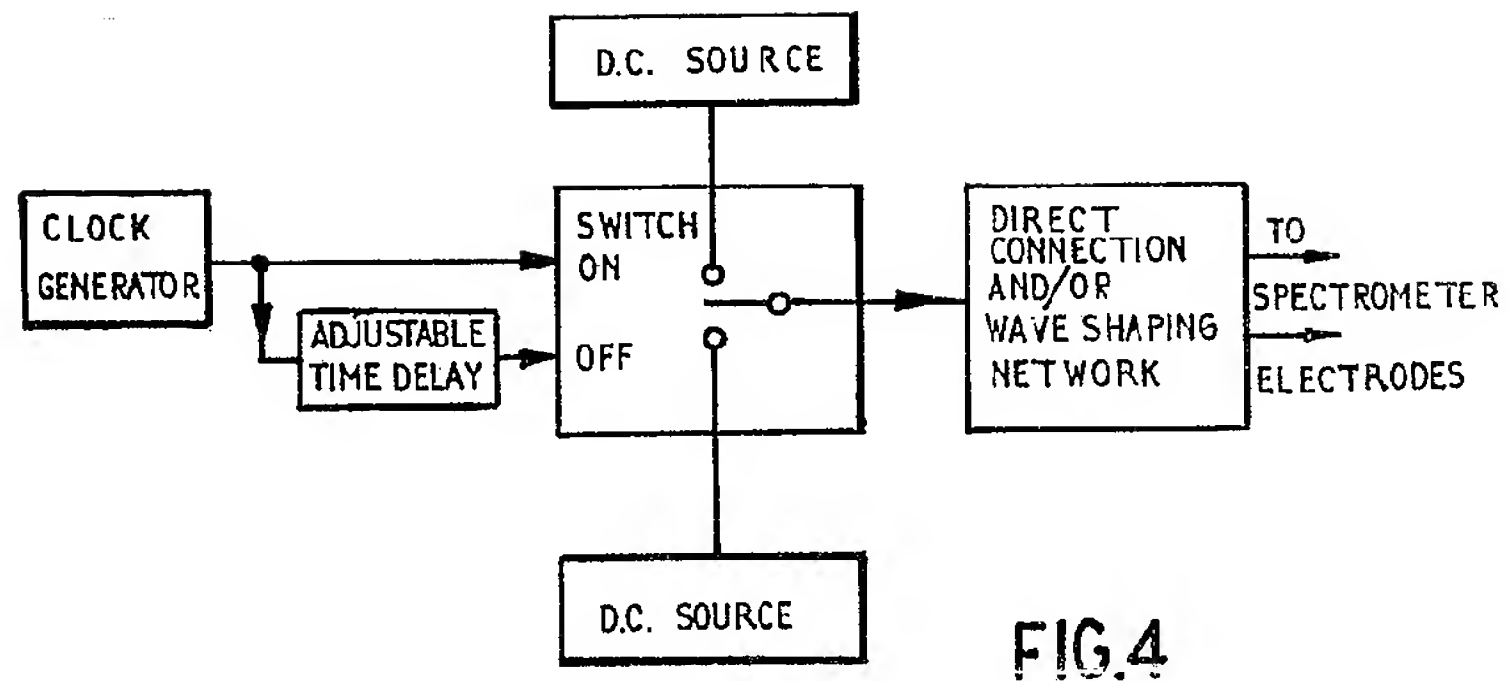 D.C. SOURCE
CLOCK
GENERATOR
ADJUSTABLE
TIME DELAY
SWITCH
ON
OFF
DIRECT
CONNECTION
AND/OR
WAVE SHAPING
NETWORK
TO
SPECTROMETER
ELECTRODES
D.C. SOURCE
FIG.4